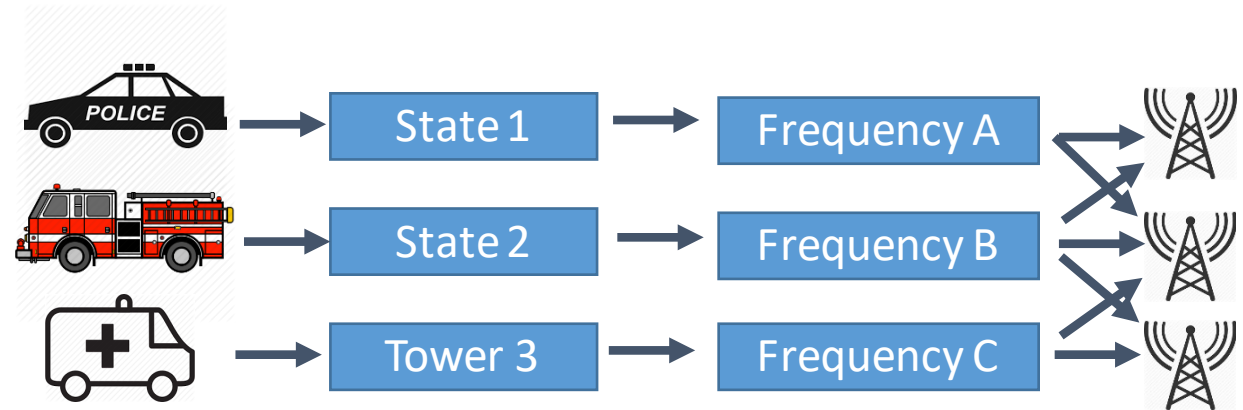 POLICE
State 1
Frequency A
State 2
Frequency B
Tower 3
Frequency C